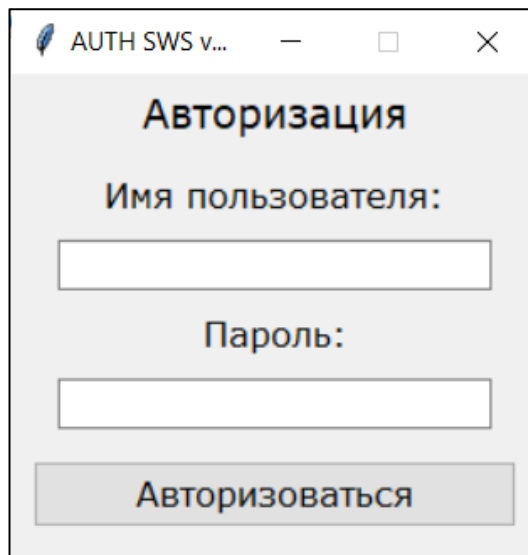 AUTH SWS v...
Авторизация
Имя пользователя:
Пароль:
Авторизоваться